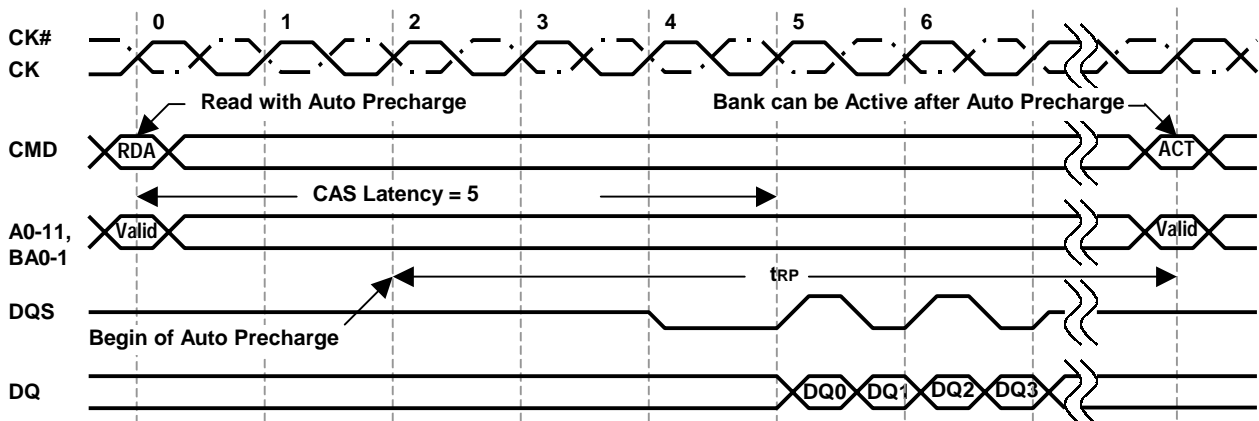 0 1 2 3 4 5 6
CK#
CK
Read with Auto Precharge
Bank can be Active after Auto Precharge
CMD
RDA
ACT
CAS Latency = 5
A0-11,
BA0-1
Valid
Valid
tRP
DQS
Begin of Auto Precharge
DQ
DQ0 DQ1 DQ2 DQ3